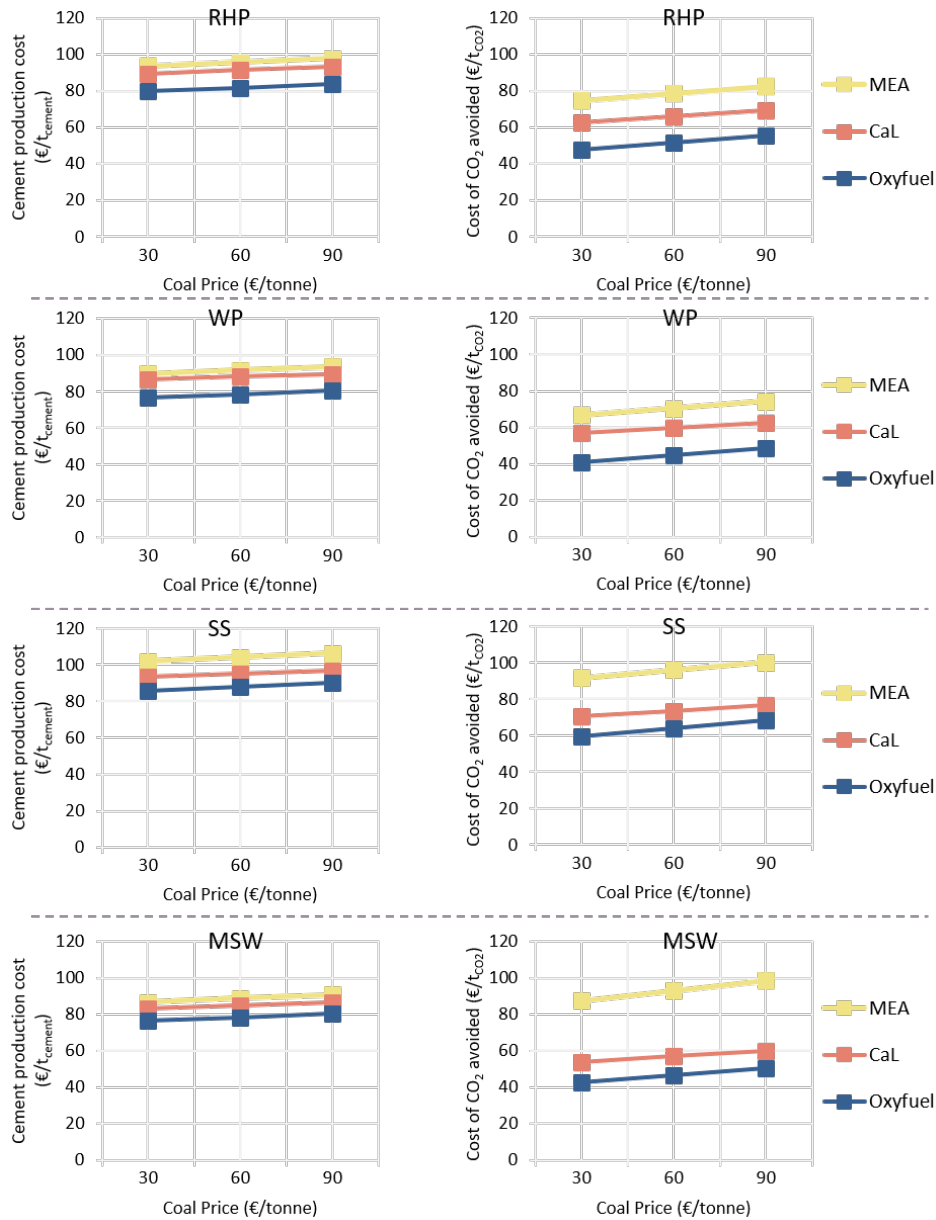 RHP
Cement production cost
(€/tcement)
120
100
80
60
40
20
0
30 60 90
Coal Price (€/tonne)
RHP
Cost of CO2 avoided (€/tCO2)
120
100
80
60
40
20
0
30 60 90
Coal Price (€/tonne)
MEA
CaL
Oxyfuel
WP
Cement production cost
(€/tcement)
120
100
80
60
40
20
0
30 60 90
Coal Price (€/tonne)
WP
Cost of CO2 avoided (€/tCO2)
120
100
80
60
40
20
0
30 60 90
Coal Price (€/tonne)
MEA
CaL
Oxyfuel
SS
Cement production cost
(€/tcement)
120
100
80
60
40
20
0
30 60 90
Coal Price (€/tonne)
SS
Cost of CO2 avoided (€/tCO2)
120
100
80
60
40
20
0
30 60 90
Coal Price (€/tonne)
MEA
CaL
Oxyfuel
MSW
Cement production cost
(€/tcement)
120
100
80
60
40
20
0
30 60 90
Coal Price (€/tonne)
MSW
Cost of CO2 avoided (€/tCO2)
120
100
80
60
40
20
0
30 60 90
Coal Price (€/tonne)
MEA
CaL
Oxyfuel